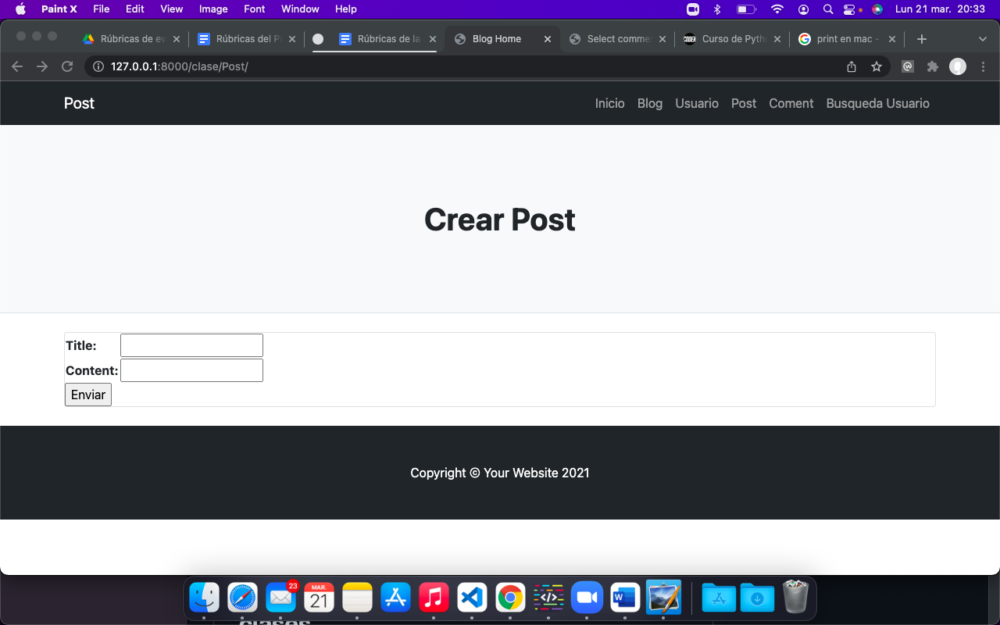 Paint X File Edit View Image Font Window Help Lun 21 mar. 20:33
Rúbricas de ev Rúbricas del P Rúbricas de la Blog Home Select comme Curso de Pyth print en mac -
127.0.0.1:8000/clase/Post/
Post Inicio Blog Usuario Post Coment Busqueda Usuario
Crear Post
Title:
Content:
Enviar
Copyright © Your Website 2021
23
MAR.
21
W